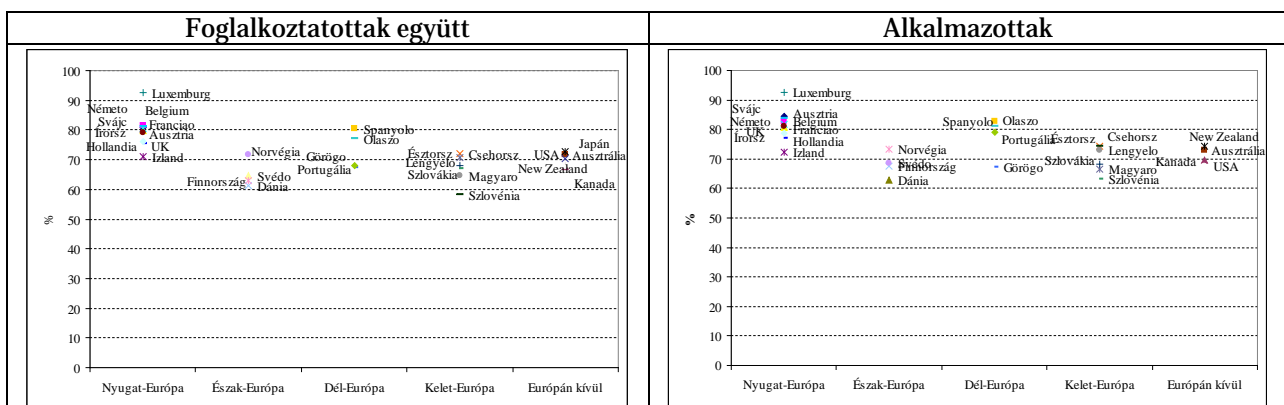 Foglalkoztatottak együtt
100
90
80
70
60
50
40
30
20
10
0
%
Luxemburg
Németo
Belgium
Svájc
Franciao
Írorsz
Ausztria
Hollandia
UK
Izland
Norvégia
Finnország
Svédo
Dánia
Spanyolo
Olaszo
Görögo
Portugália
Észtorsz
Csehorsz
Lengyelo
Szlovákia
Magyaro
Szlovénia
Japán
USA
Ausztrália
New Zealand
Kanada
Nyugat-Európa
Észak-Európa
Dél-Európa
Kelet-Európa
Európán kívül
Alkalmazottak
100
90
80
70
60
50
40
30
20
10
0
%
Luxemburg
Svájc
Ausztria
Németo
Belgium
UK
Franciao
Írorsz
Hollandia
Izland
Norvégia
Svédo
Finnország
Dánia
Spanyolo
Olaszo
Portugália
Görögo
Észtorsz
Csehorsz
Lengyelo
Szlovákia
Magyaro
Szlovénia
New Zealand
Ausztrália
Kanada
USA
Nyugat-Európa
Észak-Európa
Dél-Európa
Kelet-Európa
Európán kívül